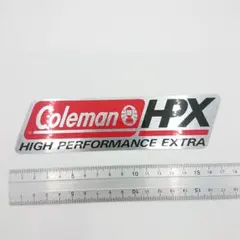 Coleman HPX
HIGH PERFORMANCE EXTRA